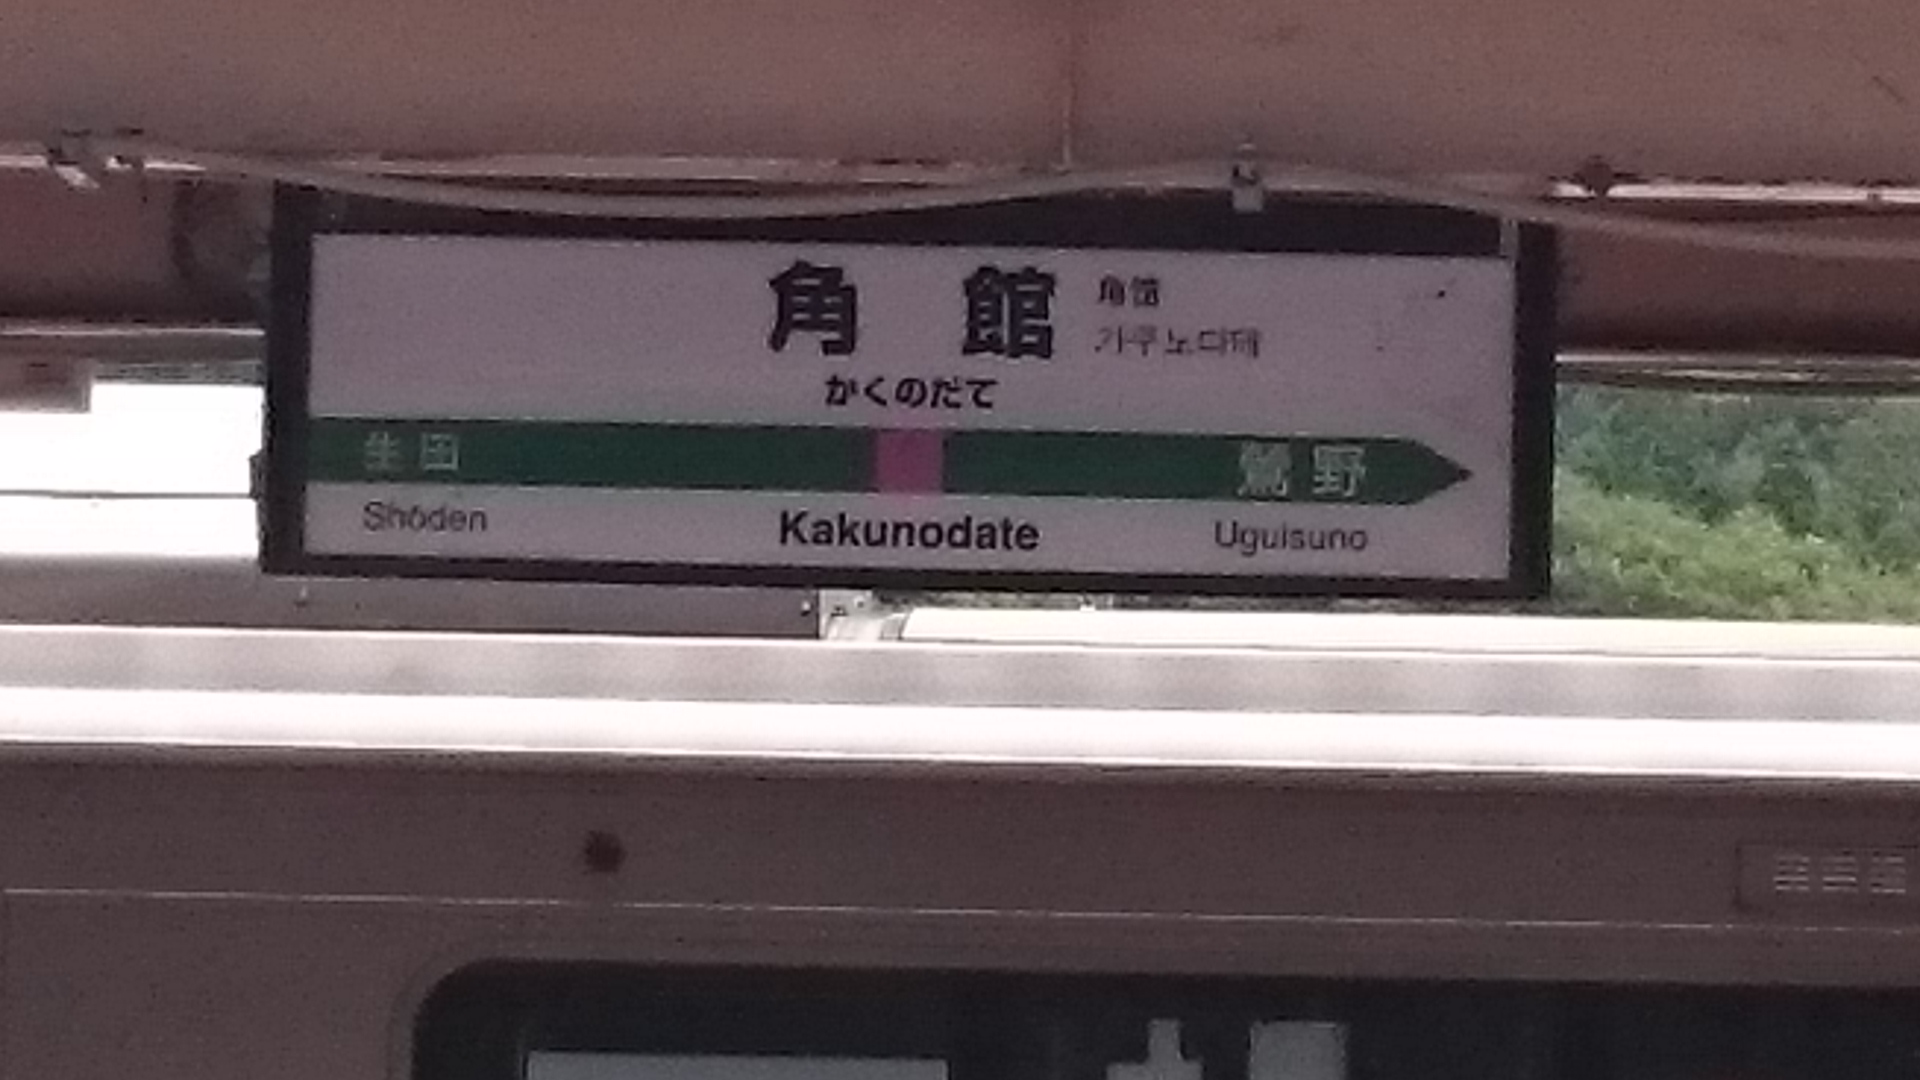 角館
角馆
가쿠노다테
かくのだて
生田 鶯野
Shōden Kakunodate Uguisuno